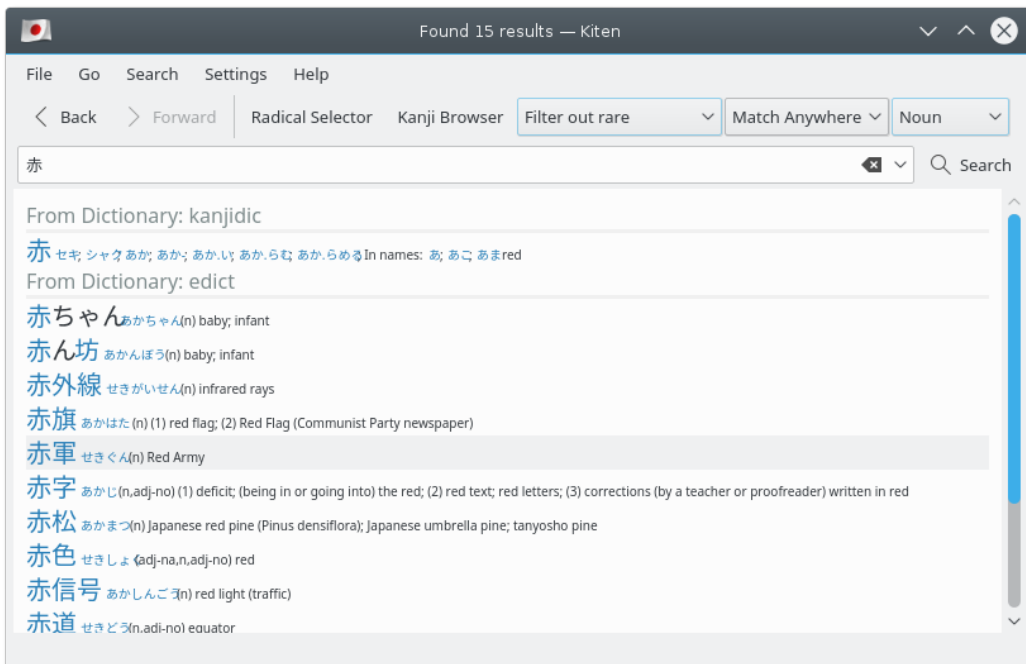 Found 15 results — Kiten
File Go Search Settings Help
Back Forward Radical Selector Kanji Browser Filter out rare Match Anywhere Noun
赤 Search
From Dictionary: kanjidic
赤 セキ; シャク; あか; あか-; あか.い; あか.らむ; あか.らめる In names: あ; あこ; あま red
From Dictionary: edict
赤ちゃん あかちゃん (n) baby; infant
赤ん坊 あかんぼう (n) baby; infant
赤外線 せきがいせん (n) infrared rays
赤旗 あかはた (n) (1) red flag; (2) Red Flag (Communist Party newspaper)
赤軍 せきぐん (n) Red Army
赤字 あかじ (n,adj-no) (1) deficit; (being in or going into) the red; (2) red text; red letters; (3) corrections (by a teacher or proofreader) written in red
赤松 あかまつ (n) Japanese red pine (Pinus densiflora); Japanese umbrella pine; tanyosho pine
赤色 せきしょく (adj-na,n,adj-no) red
赤信号 あかしんごう (n) red light (traffic)
赤道 せきどう (n,adj-no) equator